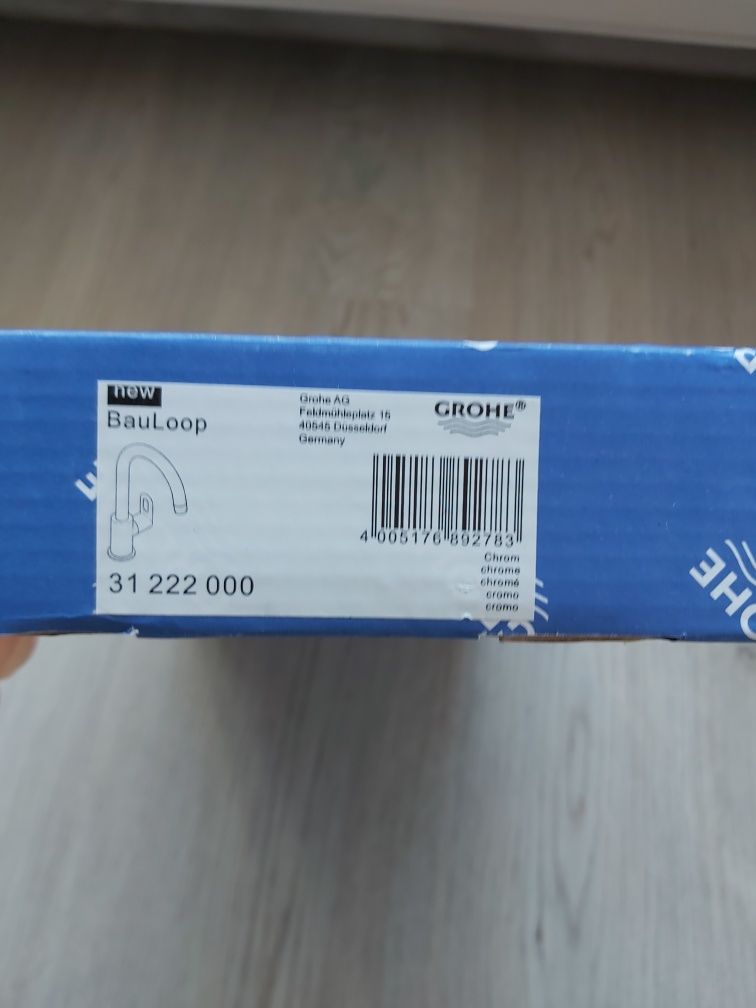 new
BauLoop
Grohe AG
Feldmühleplatz 15
40545 Düsseldorf
Germany
GROHE®
4 005176 892783
Chrom
chrome
chromé
cromo
cromo
31 222 000
OHE